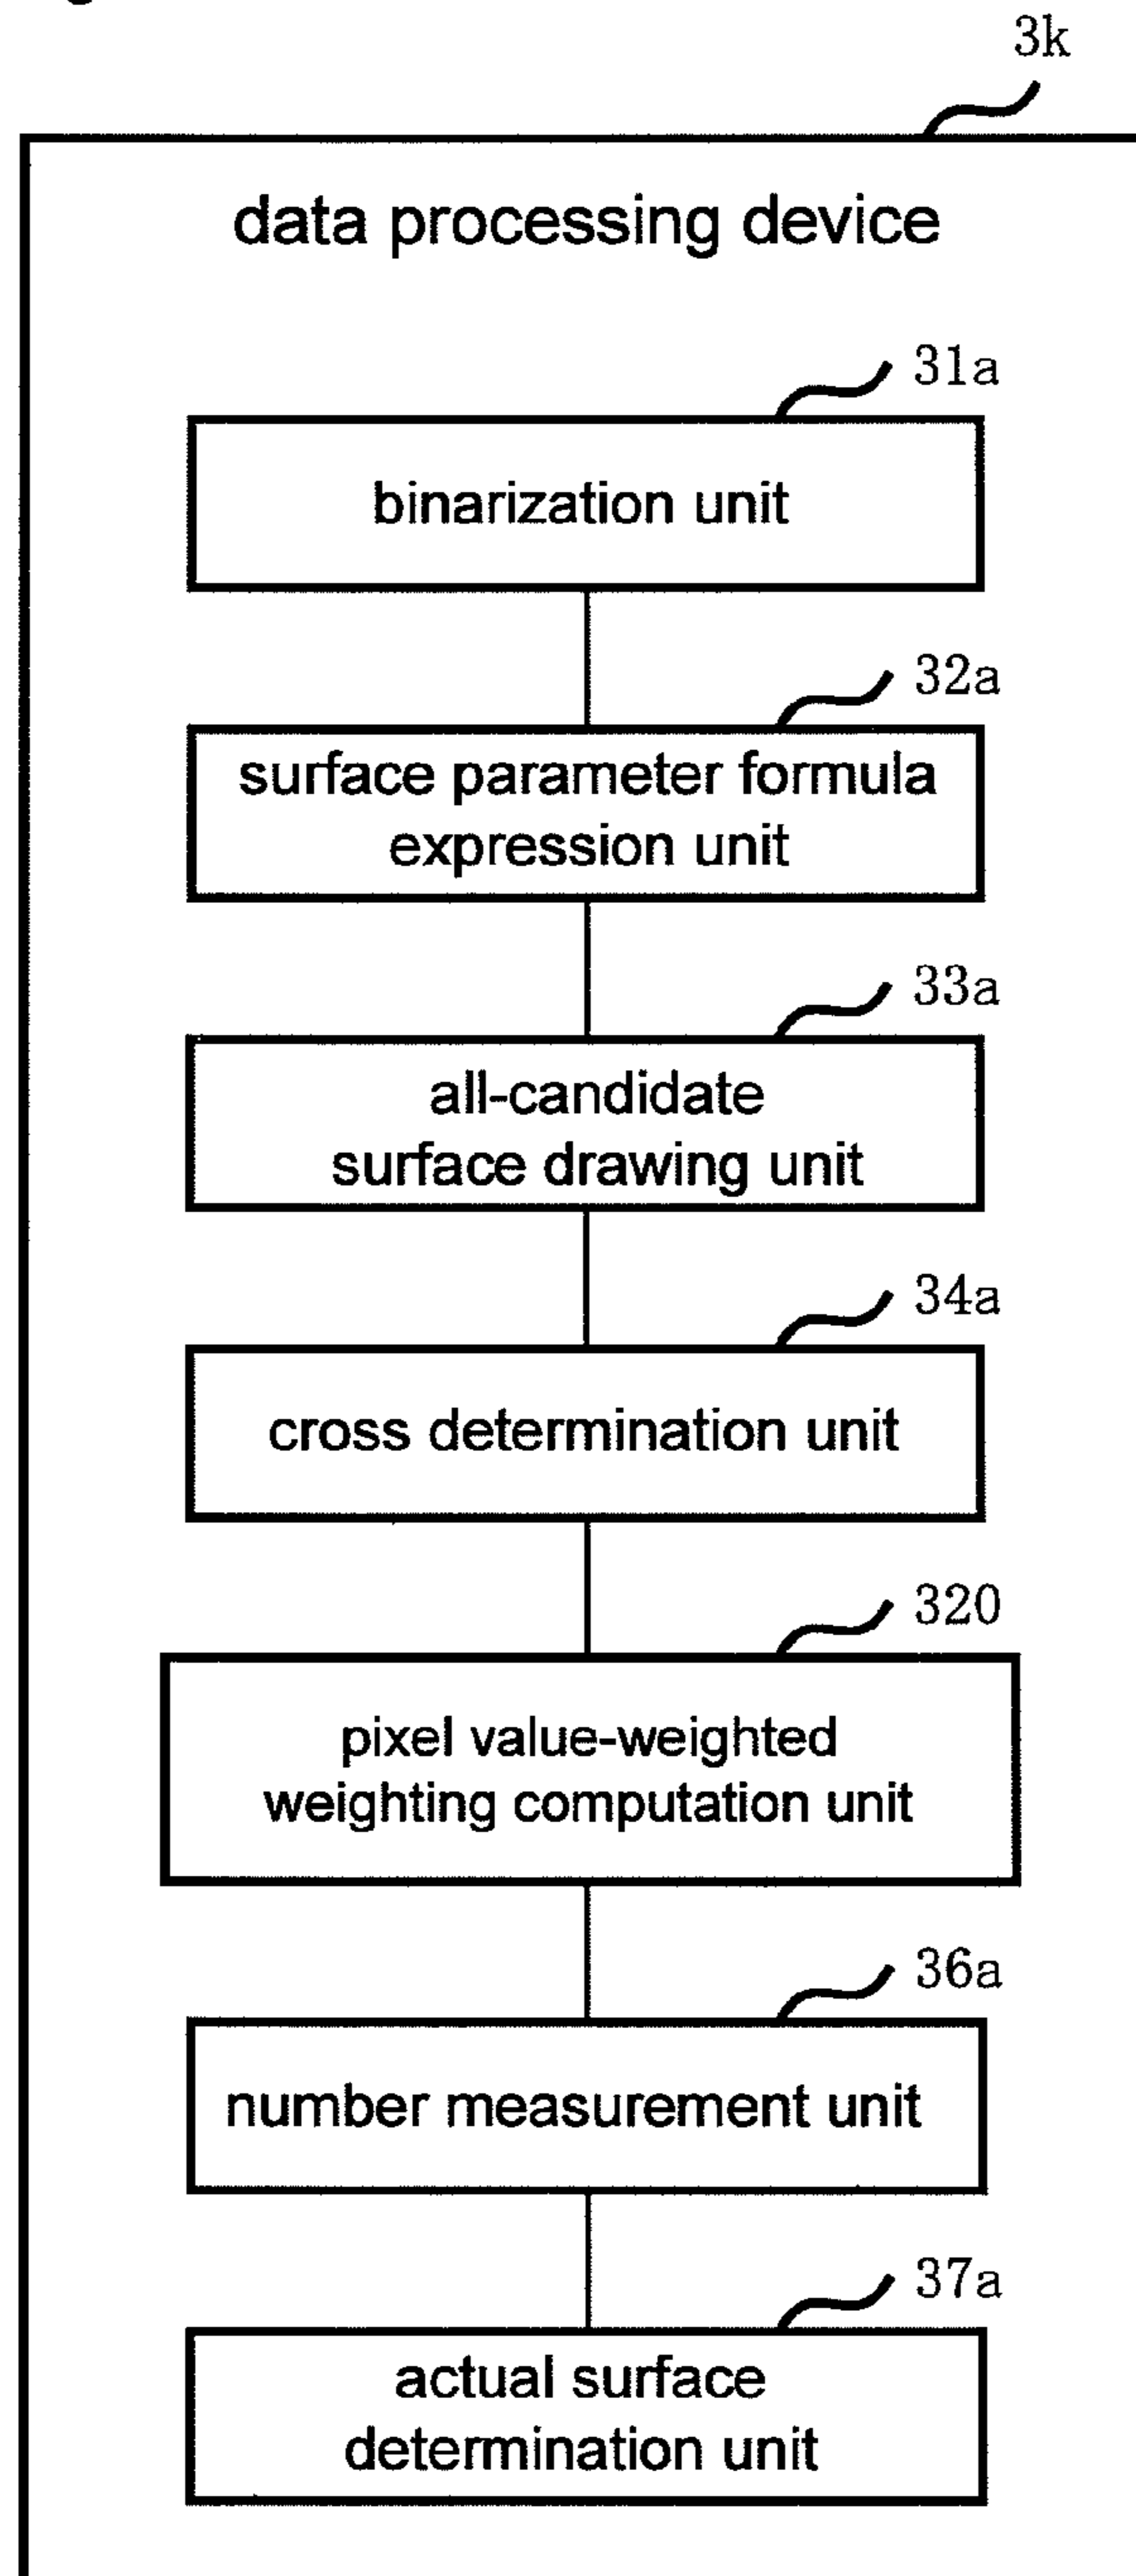 3k
data processing device
31a
binarization unit
32a
surface parameter formula
expression unit
33a
all-candidate
surface drawing unit
34a
cross determination unit
320
pixel value-weighted
weighting computation unit
36a
number measurement unit
37a
actual surface
determination unit